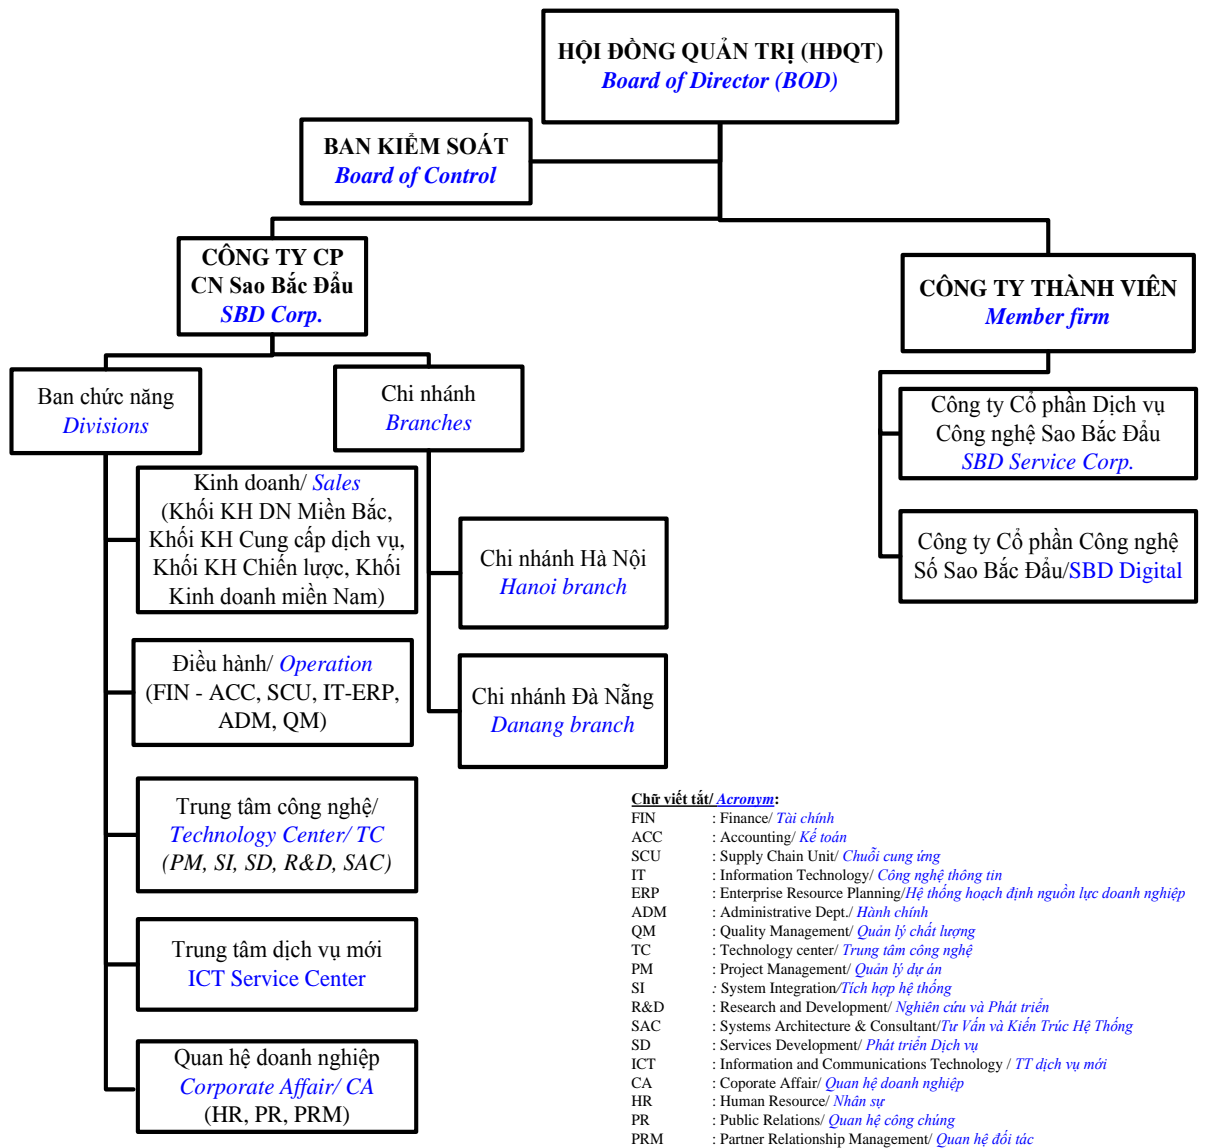 HỘI ĐỒNG QUẢN TRỊ (HĐQT)
Board of Director (BOD)
BAN KIỂM SOÁT
Board of Control
CÔNG TY CP
CN Sao Bắc Đẩu
SBD Corp.
CÔNG TY THÀNH VIÊN
Member firm
Ban chức năng
Divisions
Chi nhánh
Branches
Công ty Cổ phần Dịch vụ
Công nghệ Sao Bắc Đẩu
SBD Service Corp.
Kinh doanh/ Sales
(Khối KH DN Miền Bắc,
Khối KH Cung cấp dịch vụ,
Khối KH Chiến lược, Khối
Kinh doanh miền Nam)
Chi nhánh Hà Nội
Hanoi branch
Công ty Cổ phần Công nghệ
Số Sao Bắc Đẩu/SBD Digital
Điều hành/ Operation
(FIN - ACC, SCU, IT-ERP,
ADM, QM)
Chi nhánh Đà Nẵng
Danang branch
Trung tâm công nghệ/
Technology Center/ TC
(PM, SI, SD, R&D, SAC)
Trung tâm dịch vụ mới
ICT Service Center
Quan hệ doanh nghiệp
Corporate Affair/ CA
(HR, PR, PRM)
Chữ viết tắt/ Acronym:
FIN : Finance/ Tài chính
ACC : Accounting/ Kế toán
SCU : Supply Chain Unit/ Chuỗi cung ứng
IT : Information Technology/ Công nghệ thông tin
ERP : Enterprise Resource Planning/Hệ thống hoạch định nguồn lực doanh nghiệp
ADM : Administrative Dept./ Hành chính
QM : Quality Management/ Quản lý chất lượng
TC : Technology center/ Trung tâm công nghệ
PM : Project Management/ Quản lý dự án
SI : System Integration/Tích hợp hệ thống
R&D : Research and Development/ Nghiên cứu và Phát triển
SAC : Systems Architecture & Consultant/Tư Vấn và Kiến Trúc Hệ Thống
SD : Services Development/ Phát triển Dịch vụ
ICT : Information and Communications Technology / TT dịch vụ mới
CA : Coporate Affair/ Quan hệ doanh nghiệp
HR : Human Resource/ Nhân sự
PR : Public Relations/ Quan hệ công chúng
PRM : Partner Relationship Management/ Quan hệ đối tác